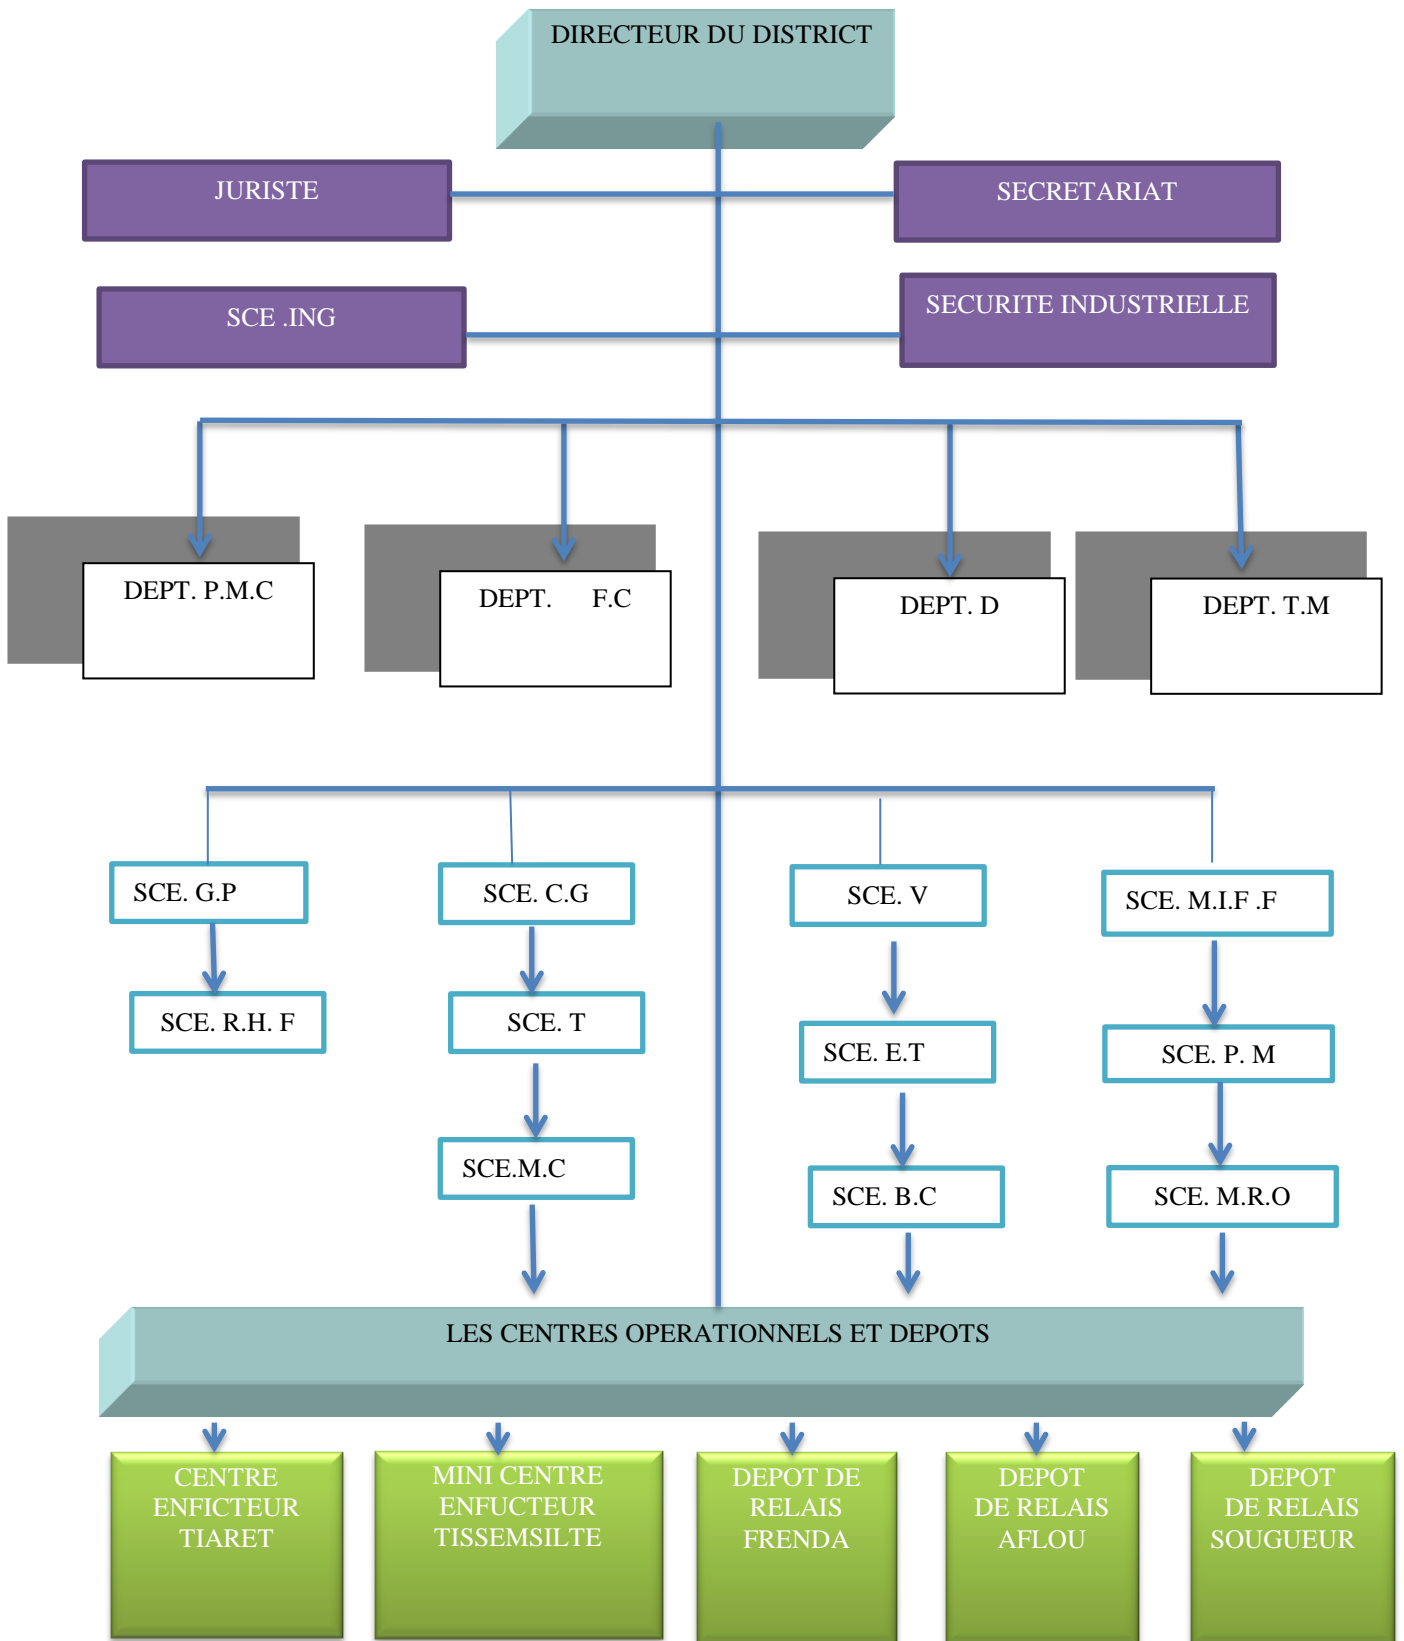 DIRECTEUR DU DISTRICT
JURISTE
SECRETARIAT
SCE .ING
SECURITE INDUSTRIELLE
DEPT. P.M.C
DEPT. F.C
DEPT. D
DEPT. T.M
SCE. G.P
SCE. C.G
SCE. V
SCE. M.I.F .F
SCE. R.H. F
SCE. T
SCE. E.T
SCE. P. M
SCE.M.C
SCE. B.C
SCE. M.R.O
LES CENTRES OPERATIONNELS ET DEPOTS
CENTRE
ENFICTEUR
TIARET
MINI CENTRE
ENFUCTEUR
TISSEMSILTE
DEPOT DE
RELAIS
FRENDA
DEPOT
DE RELAIS
AFLOU
DEPOT
DE RELAIS
SOUGUEUR